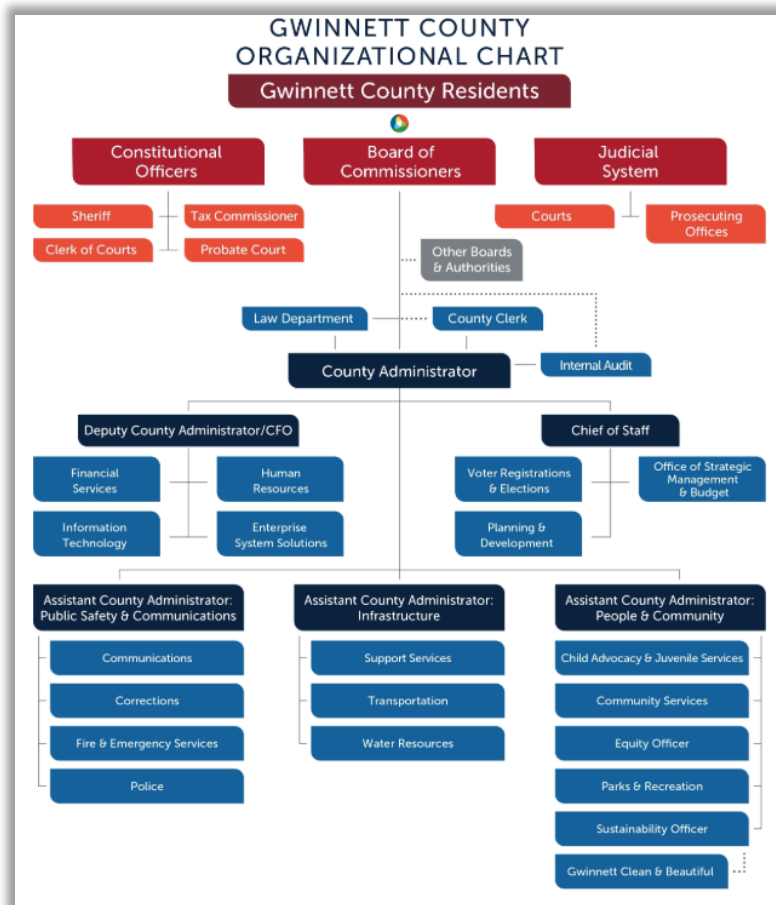 GWINNETT COUNTY
ORGANIZATIONAL CHART
Gwinnett County Residents
Constitutional
Officers
Board of
Commissioners
Judicial
System
Sheriff
Tax Commissioner
Clerk of Courts
Probate Court
Courts
Prosecuting
Offices
Other Boards
& Authorities
Law Department
County Clerk
County Administrator
Internal Audit
Deputy County Administrator/CFO
Chief of Staff
Financial
Services
Human
Resources
Information
Technology
Enterprise
System Solutions
Voter Registrations
& Elections
Office of Strategic
Management
& Budget
Planning &
Development
Assistant County Administrator:
Public Safety & Communications
Communications
Corrections
Fire & Emergency Services
Police
Assistant County Administrator:
Infrastructure
Support Services
Transportation
Water Resources
Assistant County Administrator:
People & Community
Child Advocacy & Juvenile Services
Community Services
Equity Officer
Parks & Recreation
Sustainability Officer
Gwinnett Clean & Beautiful